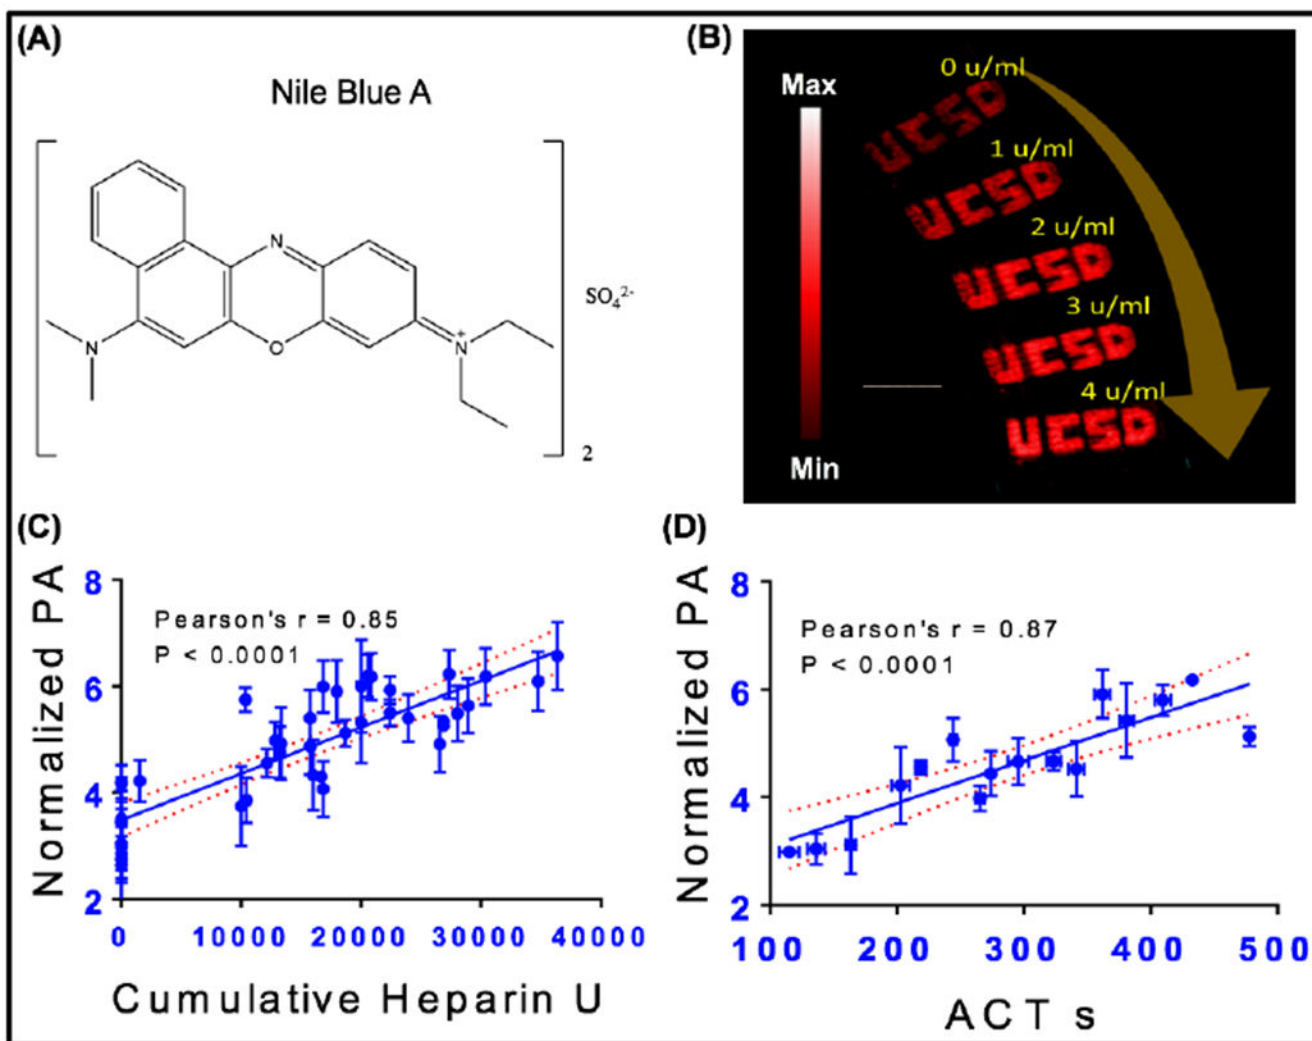 (A)
Nile Blue A
N
O
N
N
+
SO₄²⁻
2
(B)
Max
Min
0 u/ml
UCSD
1 u/ml
UCSD
2 u/ml
UCSD
3 u/ml
UCSD
4 u/ml
UCSD
(C)
Normalized PA
8
6
4
2
Pearson's r = 0.85
P < 0.0001
0 10000 20000 30000 40000
Cumulative Heparin U
(D)
Normalized PA
8
6
4
2
Pearson's r = 0.87
P < 0.0001
100 200 300 400 500
ACT s